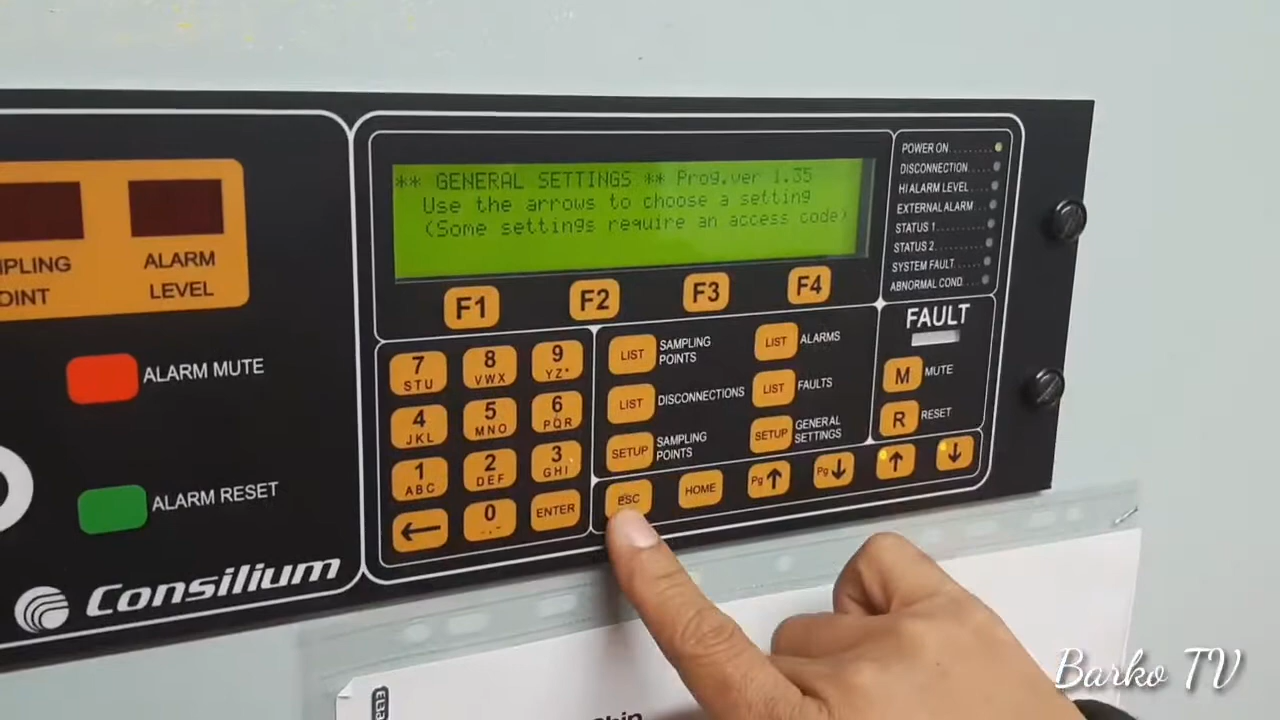 ** GENERAL SETTINGS ** Prog.ver 1.35
Use the arrows to choose a setting
(Some settings require an access code)
POWER ON
DISCONNECTION
HI ALARM LEVEL
EXTERNAL ALARM
STATUS 1
STATUS 2
SYSTEM FAULT
ABNORMAL COND.
ALARM
LEVEL
F1 F2 F3 F4
FAULT
M MUTE
R RESET
ALARM MUTE
ALARM RESET
Consilium
7 8 9
STU VWX YZ*
4 5 6
JKL MNO PQR
1 2 3
ABC DEF GHI
← 0 ENTER
LIST SAMPLING POINTS
LIST ALARMS
LIST DISCONNECTIONS
LIST FAULTS
SETUP SAMPLING POINTS
SETUP GENERAL SETTINGS
ESC HOME Pg↑ Pg↓ ↑ ↓
Barko TV